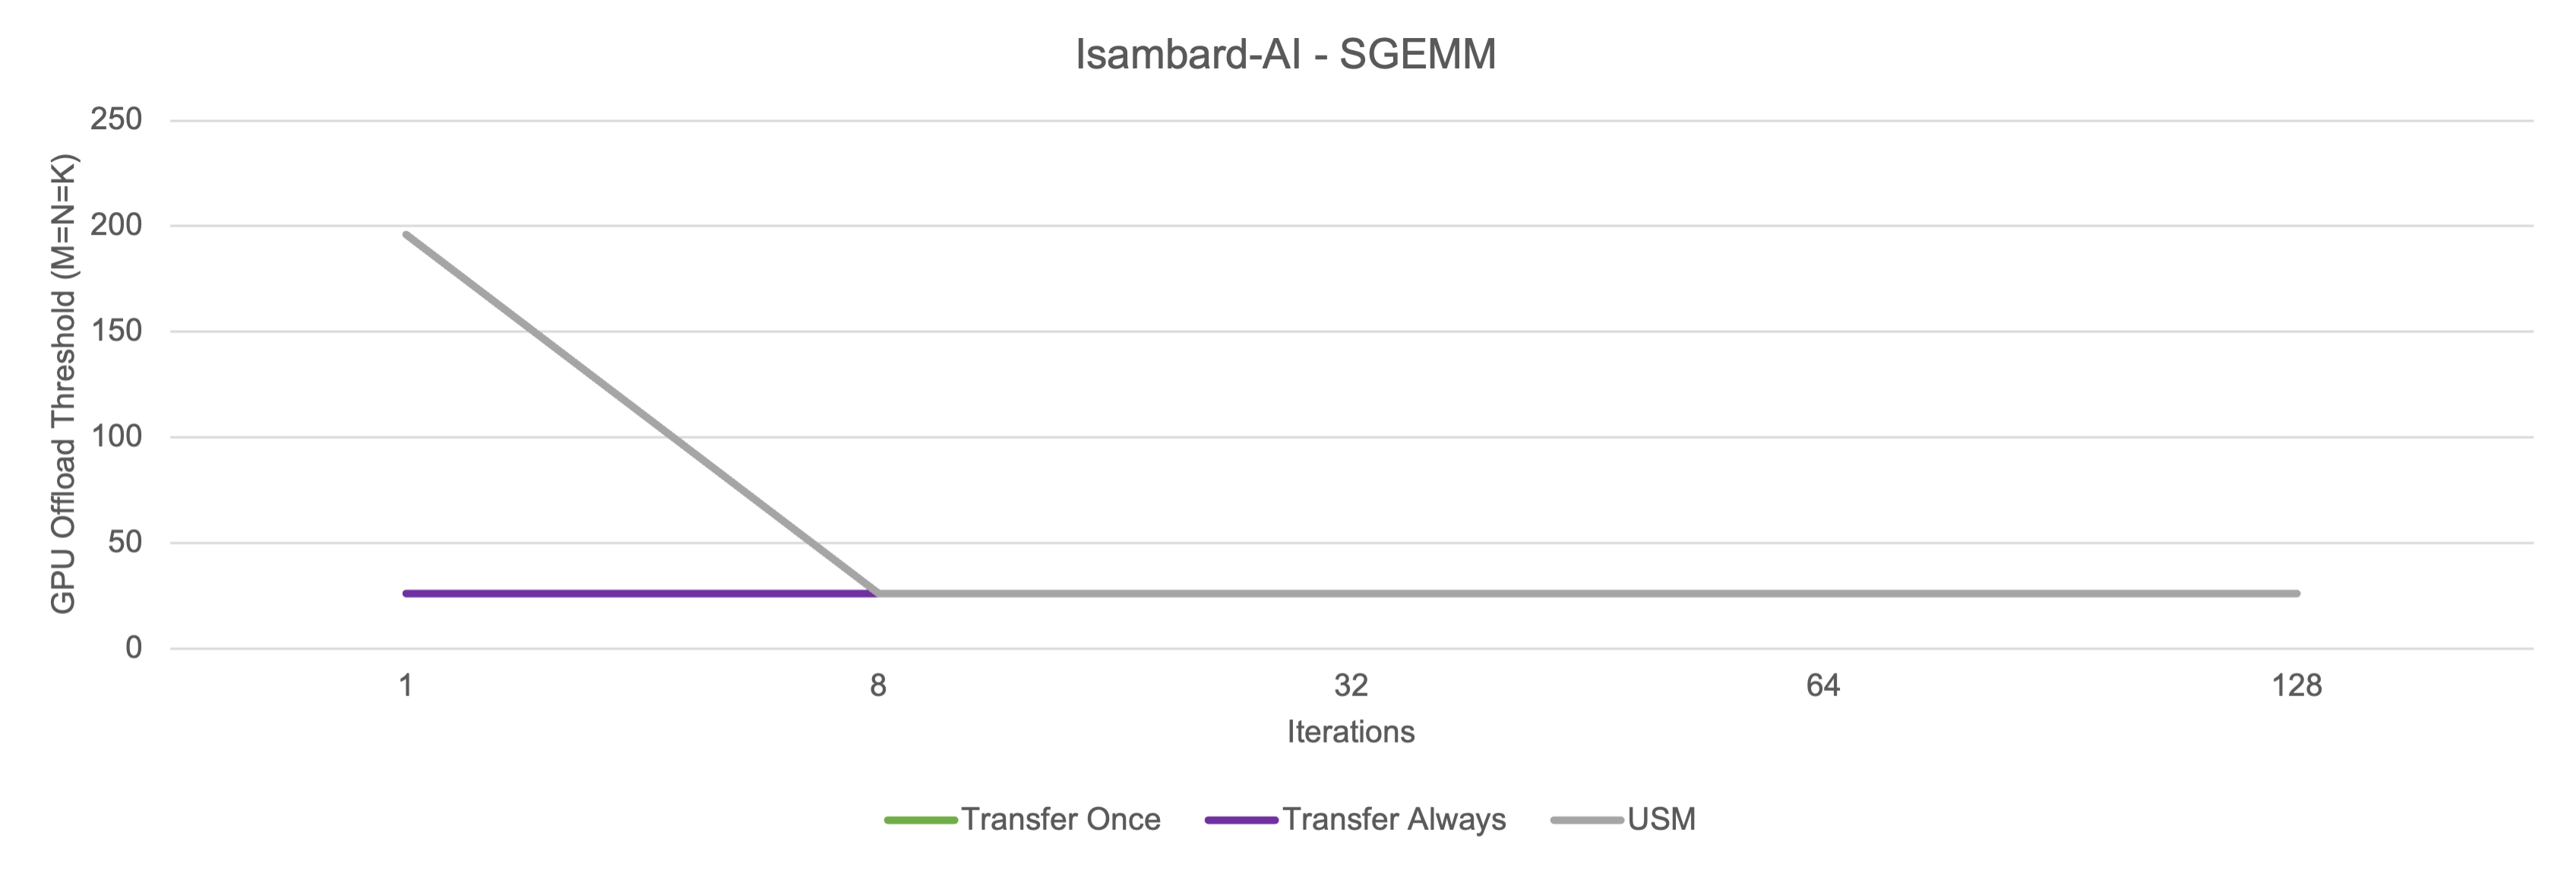 Isambard-AI - SGEMM
GPU Offload Threshold (M=N=K)
250
200
150
100
50
0
1 8 32 64 128
Iterations
Transfer Once Transfer Always USM